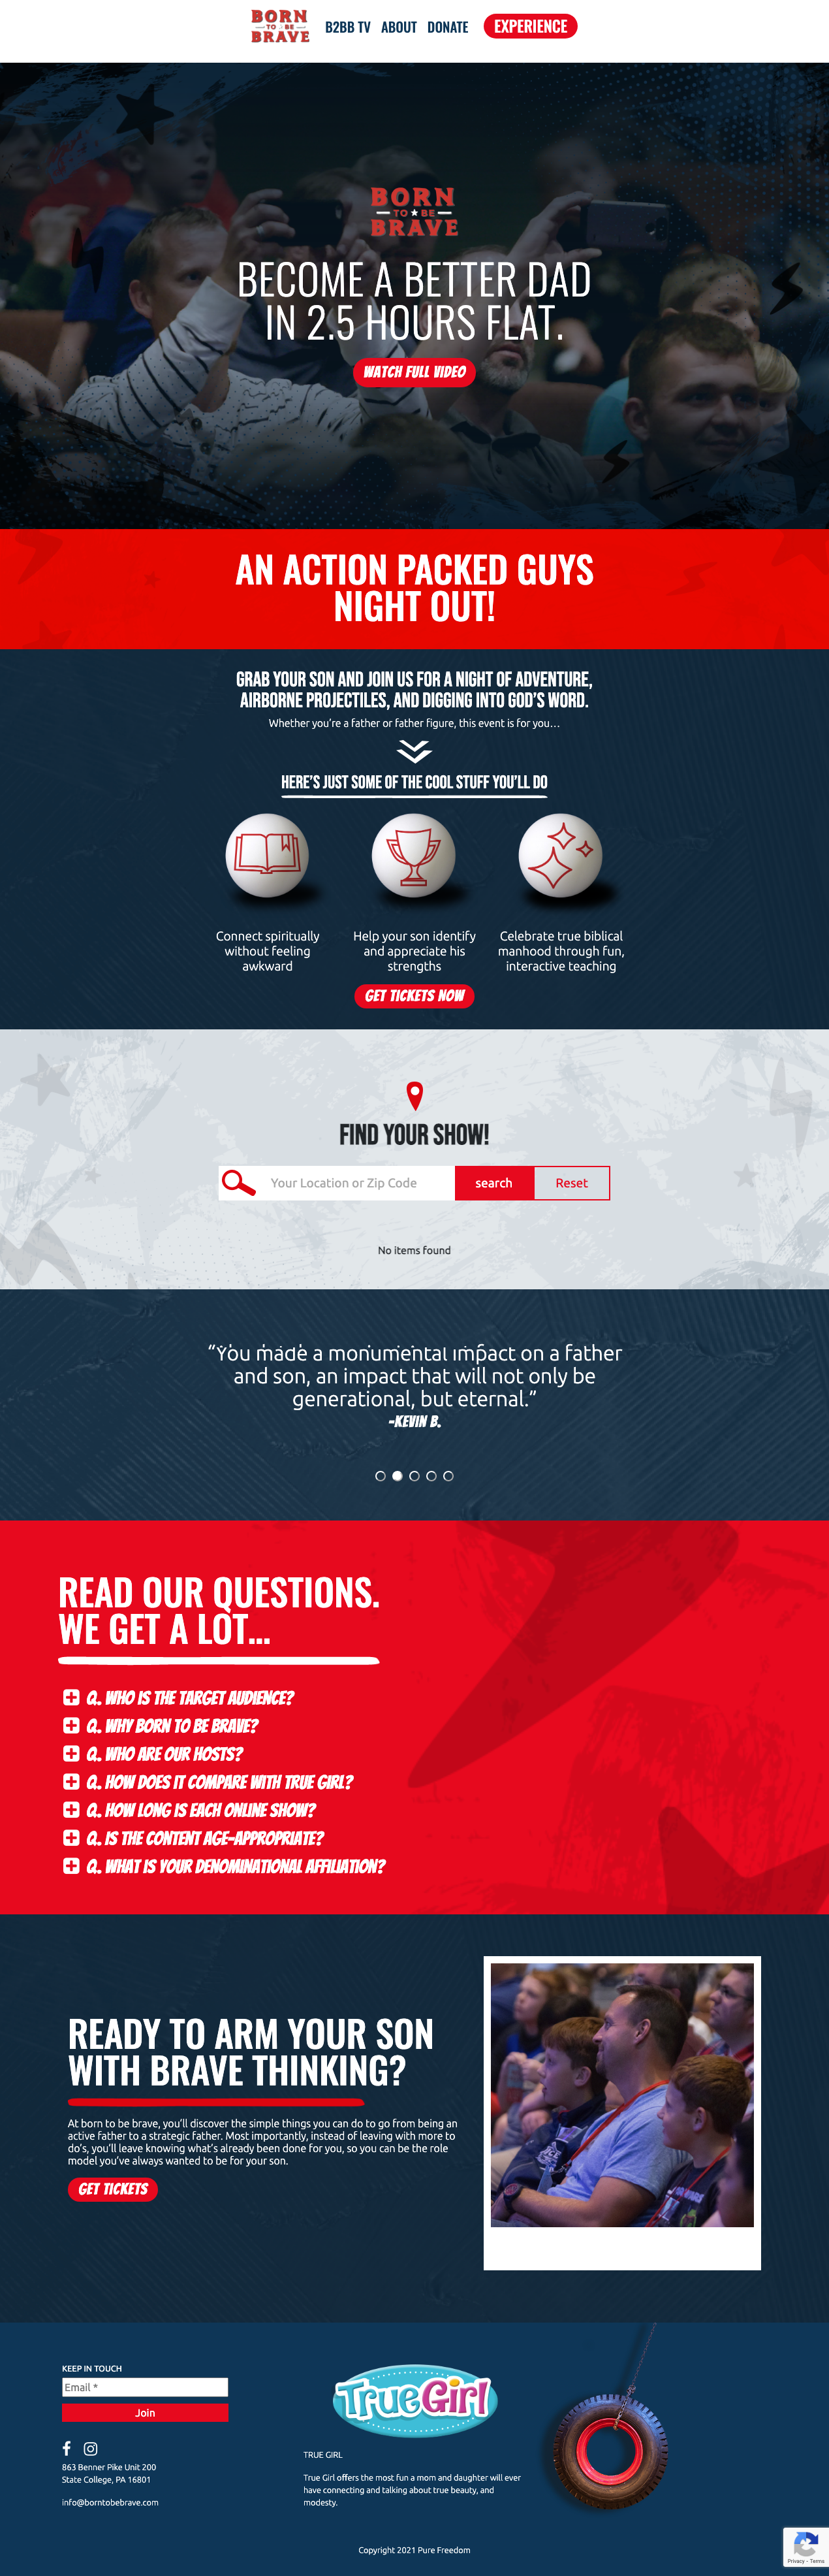 BORN
TO BE
BRAVE
B2BB TV ABOUT DONATE EXPERIENCE
BORN
TO BE
BRAVE
BECOME A BETTER DAD
IN 2.5 HOURS FLAT.
WATCH FULL VIDEO
AN ACTION PACKED GUYS
NIGHT OUT!
GRAB YOUR SON AND JOIN US FOR A NIGHT OF ADVENTURE,
AIRBORNE PROJECTILES, AND DIGGING INTO GOD'S WORD.
Whether you're a father or father figure, this event is for you...
HERE'S JUST SOME OF THE COOL STUFF YOU'LL DO
Connect spiritually
without feeling
awkward
Help your son identify
and appreciate his
strengths
Celebrate true biblical
manhood through fun,
interactive teaching
GET TICKETS NOW
FIND YOUR SHOW!
Your Location or Zip Code search Reset
No items found
“You made a monumental impact on a father
and son, an impact that will not only be
generational, but eternal.”
-KEVIN B.
READ OUR QUESTIONS.
WE GET A LOT...
Q. WHO IS THE TARGET AUDIENCE?
Q. WHY BORN TO BE BRAVE?
Q. WHO ARE OUR HOSTS?
Q. HOW DOES IT COMPARE WITH TRUE GIRL?
Q. HOW LONG IS EACH ONLINE SHOW?
Q. IS THE CONTENT AGE-APPROPRIATE?
Q. WHAT IS YOUR DENOMINATIONAL AFFILIATION?
READY TO ARM YOUR SON
WITH BRAVE THINKING?
At born to be brave, you'll discover the simple things you can do to go from being an
active father to a strategic father. Most importantly, instead of leaving with more to
do's, you'll leave knowing what's already been done for you, so you can be the role
model you've always wanted to be for your son.
GET TICKETS
KEEP IN TOUCH
Email *
Join
863 Benner Pike Unit 200
State College, PA 16801
info@borntobebrave.com
True Girl
TRUE GIRL
True Girl offers the most fun a mom and daughter will ever
have connecting and talking about true beauty, and
modesty.
Copyright 2021 Pure Freedom
Privacy - Terms